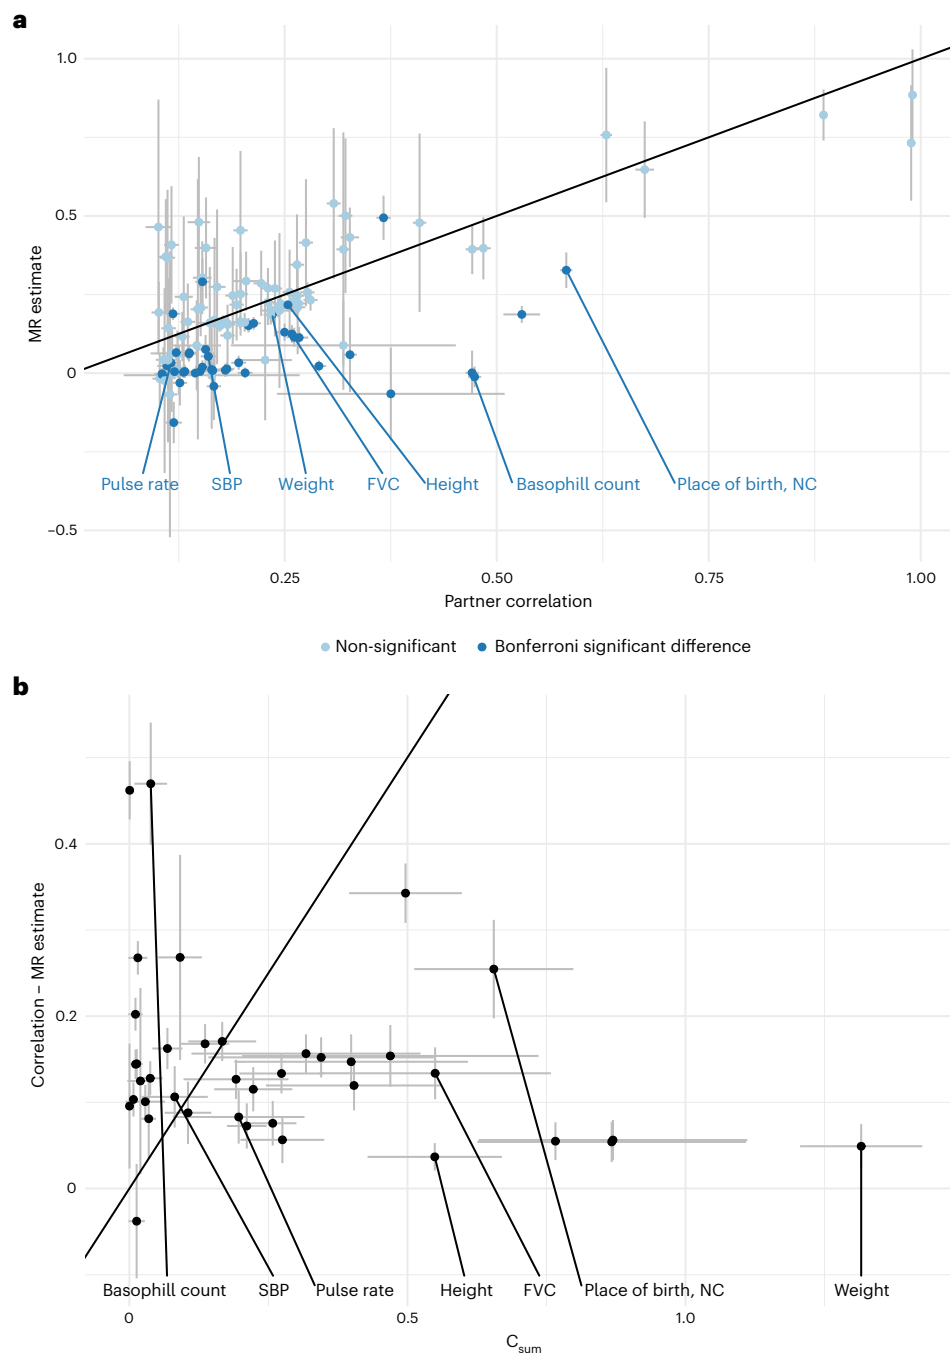 a
1.0
0.5
0
–0.5
MR estimate
Pulse rate SBP Weight FVC Height Basophill count Place of birth, NC
0.25 0.50 0.75 1.00
Partner correlation
Non-significant Bonferroni significant difference
b
0.4
0.2
0
Correlation – MR estimate
Basophill count SBP Pulse rate Height FVC Place of birth, NC Weight
0 0.5 1.0
Csum